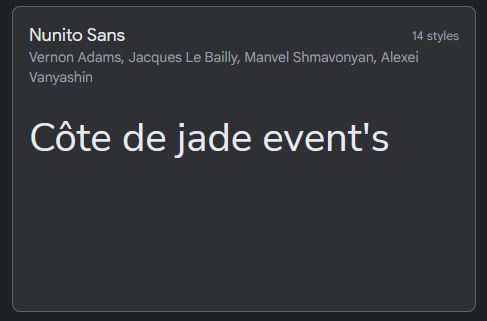 Nunito Sans
14 styles
Vernon Adams, Jacques Le Bailly, Manvel Shmavonyan, Alexei
Vanyashin
Côte de jade event's